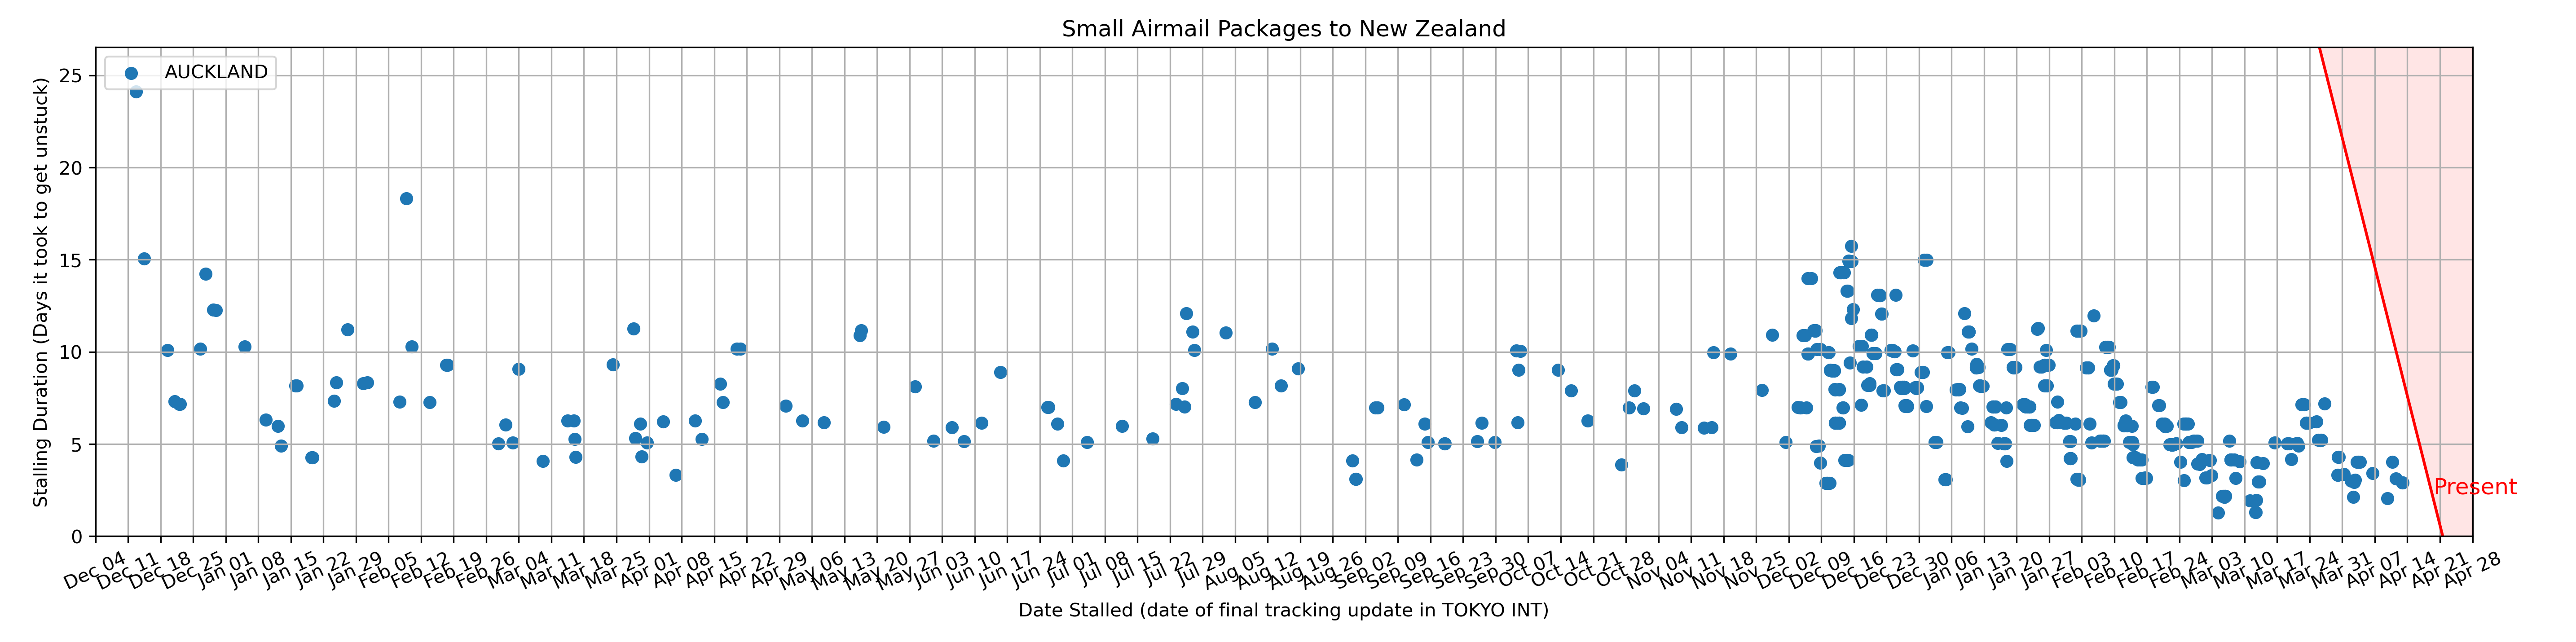 Small Airmail Packages to New Zealand
AUCKLAND
Stalling Duration (Days it took to get unstuck)
25
20
15
10
5
0
Present
Dec 04 Dec 11 Dec 18 Dec 25 Jan 01 Jan 08 Jan 15 Jan 22 Jan 29 Feb 05 Feb 12 Feb 19 Feb 26 Mar 04 Mar 11 Mar 18 Mar 25 Apr 01 Apr 08 Apr 15 Apr 22 Apr 29 May 06 May 13 May 20 May 27 Jun 03 Jun 10 Jun 17 Jun 24 Jul 01 Jul 08 Jul 15 Jul 22 Jul 29 Aug 05 Aug 12 Aug 19 Aug 26 Sep 02 Sep 09 Sep 16 Sep 23 Sep 30 Oct 07 Oct 14 Oct 21 Oct 28 Nov 04 Nov 11 Nov 18 Nov 25 Dec 02 Dec 09 Dec 16 Dec 23 Dec 30 Jan 06 Jan 13 Jan 20 Jan 27 Feb 03 Feb 10 Feb 17 Feb 24 Mar 03 Mar 10 Mar 17 Mar 24 Mar 31 Apr 07 Apr 14 Apr 21 Apr 28
Date Stalled (date of final tracking update in TOKYO INT)